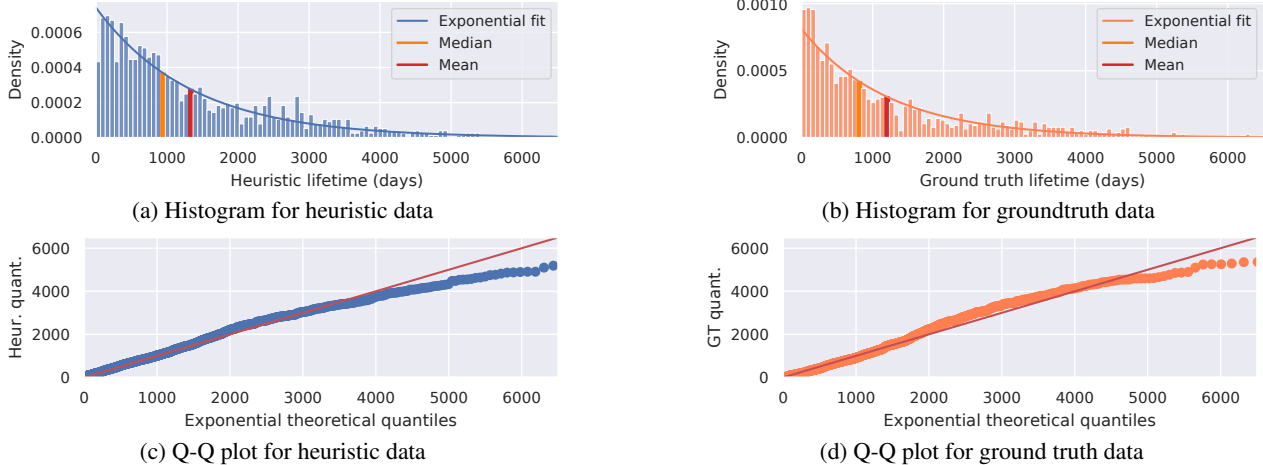 Density
0.0006
0.0004
0.0002
0.0000
Exponential fit
Median
Mean
0 1000 2000 3000 4000 5000 6000
Heuristic lifetime (days)
(a) Histogram for heuristic data
Density
0.0010
0.0005
0.0000
Exponential fit
Median
Mean
0 1000 2000 3000 4000 5000 6000
Ground truth lifetime (days)
(b) Histogram for groundtruth data
Heur. quant.
6000
4000
2000
0
0 1000 2000 3000 4000 5000 6000
Exponential theoretical quantiles
(c) Q-Q plot for heuristic data
GT quant.
6000
4000
2000
0
0 1000 2000 3000 4000 5000 6000
Exponential theoretical quantiles
(d) Q-Q plot for ground truth data